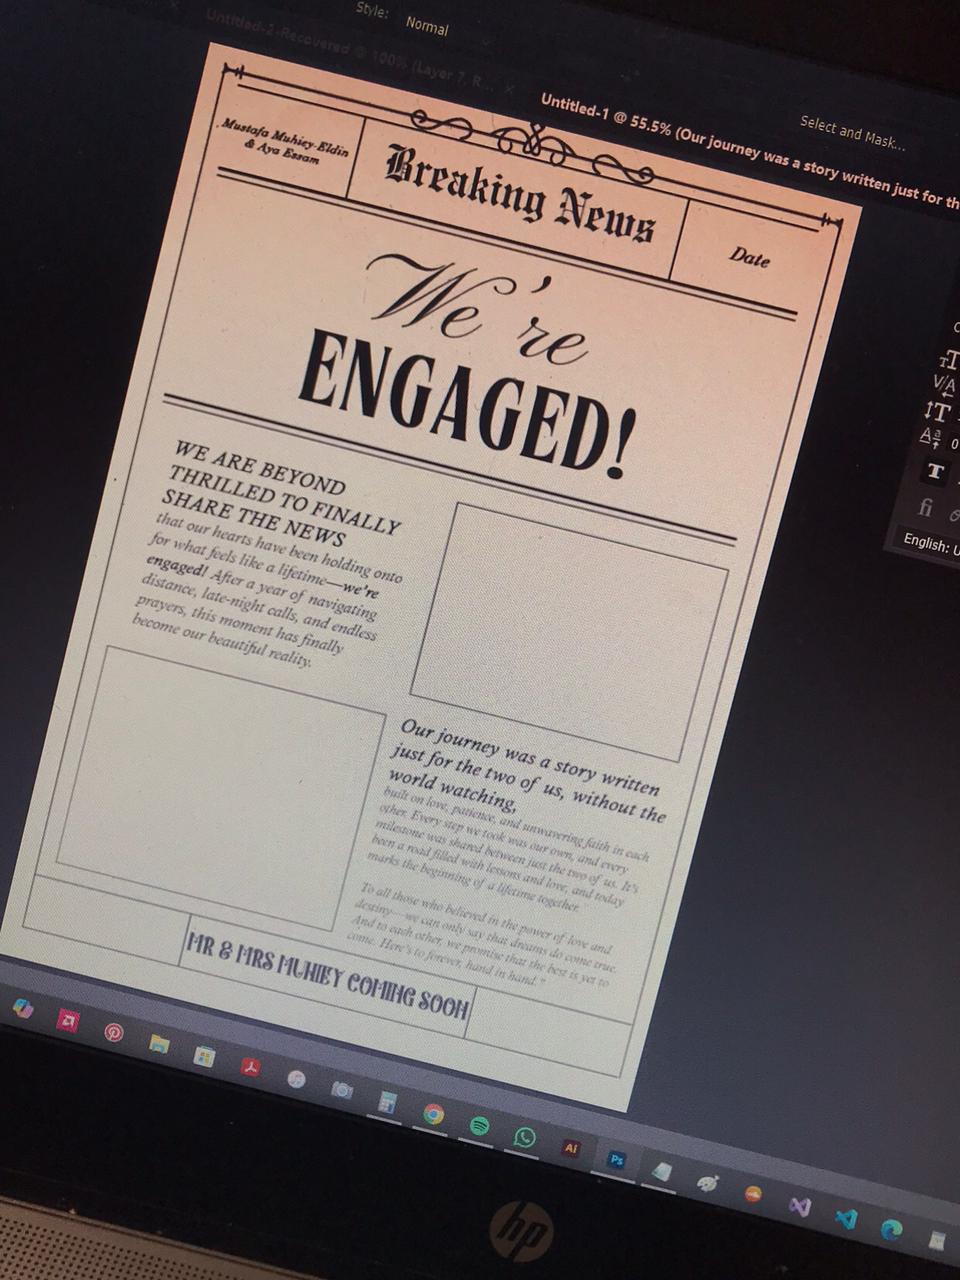 Style: Normal
Untitled-2-Recovered @ 100% (Layer 7, R...
Untitled-1 @ 55.5% (Our journey was a story written just for th
Select and Mask...
Mustafa Muhiey-Eldin
& Aya Essam
Breaking News
Date
We're
ENGAGED!
WE ARE BEYOND
THRILLED TO FINALLY
SHARE THE NEWS
that our hearts have been holding onto
for what feels like a lifetime—we're
engaged! After a year of navigating
distance, late-night calls, and endless
prayers, this moment has finally
become our beautiful reality.
Our journey was a story written
just for the two of us, without the
world watching,
built on love, patience, and unwavering faith in each
other. Every step we took was our own, and every
milestone was shared between just the two of us. It's
been a road filled with lessons and love, and today
marks the beginning of a lifetime together.
To all those who believed in the power of love and
destiny—we can only say that dreams do come true.
And to each other, we promise that the best is yet to
come. Here's to forever, hand in hand."
MR & MRS MUHIEY COMING SOON
English: U
Ai
Ps
hp